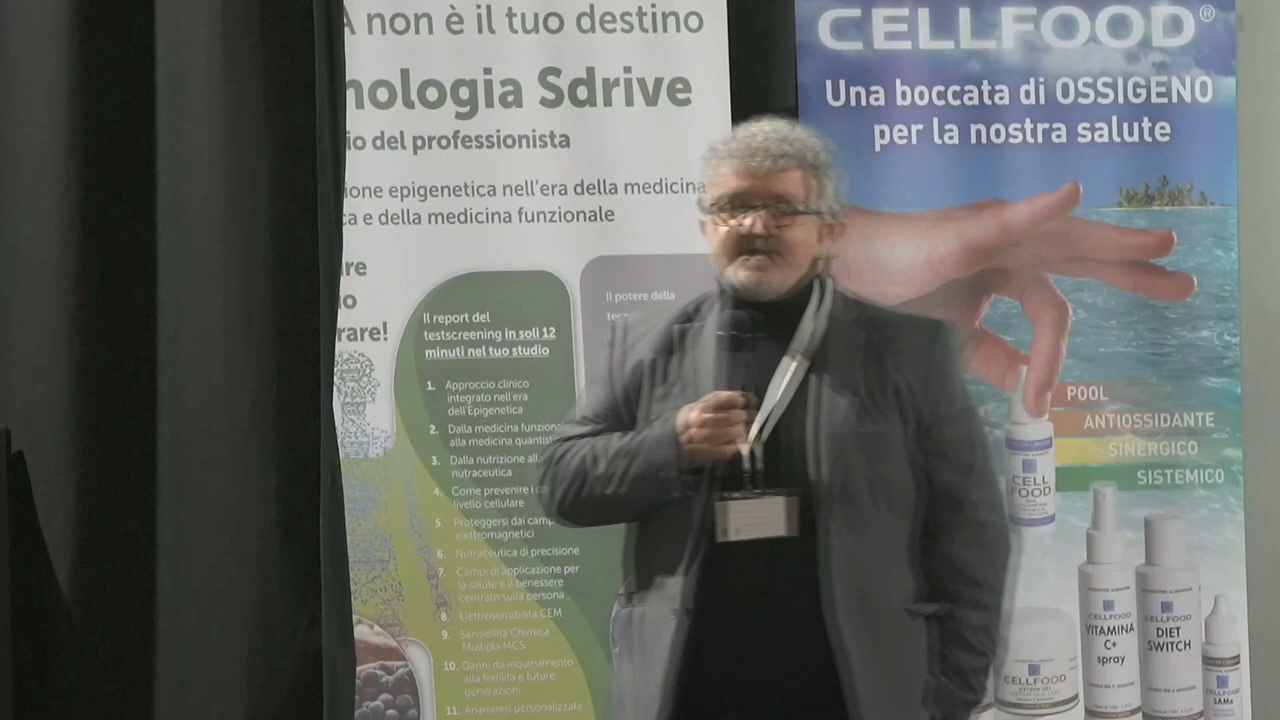 A non è il tuo destino
nologia Sdrive
io del professionista
ione epigenetica nell'era della medicina
ca e della medicina funzionale
re
o
rare!
Il report del
testscreening in soli 12
minuti nel tuo studio
1. Approccio clinico
integrato nell'era
dell'Epigenetica
2. Dalla medicina funzional
alla medicina quantis
3. Dalla nutrizione alla
nutraceutica
4. Come prevenire i da
livello cellulare
5. Proteggersi dai camp
elettromagnetici
6. Nutraceutica di precisione
7. Campi di applicazione per
la salute e il benessere
centrato sulla persona
8. Elettrosensibilità CEM
9. Sensibilità Chimica
Multipla MCS
10. Danni da inquinamento
alla fertilità e future
generazioni
11. Anamnesi personalizzata
Il potere della
CELLFOOD®
Una boccata di OSSIGENO
per la nostra salute
POOL
ANTIOSSIDANTE
SINERGICO
SISTEMICO
CELL
FOOD
CELLFOOD
VITAMINA
C+
spray
CELLFOOD
DIET
SWITCH
CELLFOOD
CELLFOOD
SAMe